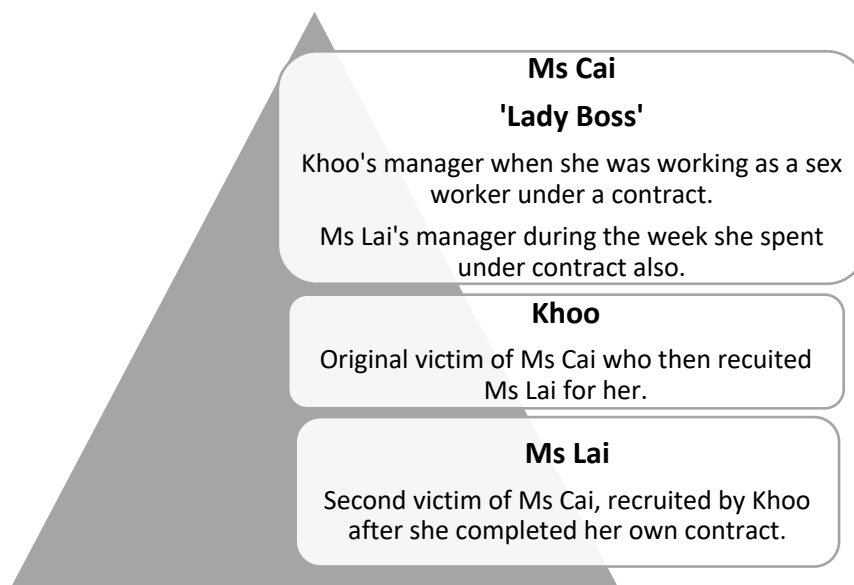 Ms Cai
'Lady Boss'
Khoo's manager when she was working as a sex
worker under a contract.
Ms Lai's manager during the week she spent
under contract also.
Khoo
Original victim of Ms Cai who then recuited
Ms Lai for her.
Ms Lai
Second victim of Ms Cai, recruited by Khoo
after she completed her own contract.